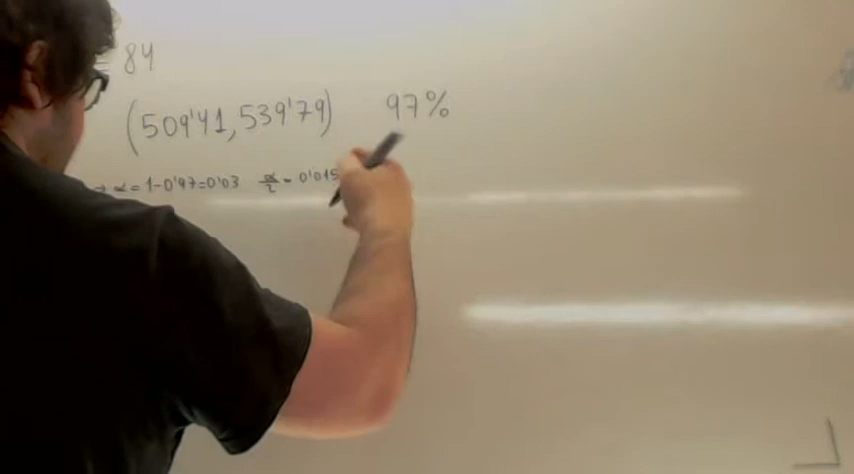 = 84
(509'41, 539'79) 97%
→ α = 1-0'97=0'03 α/2 = 0'015